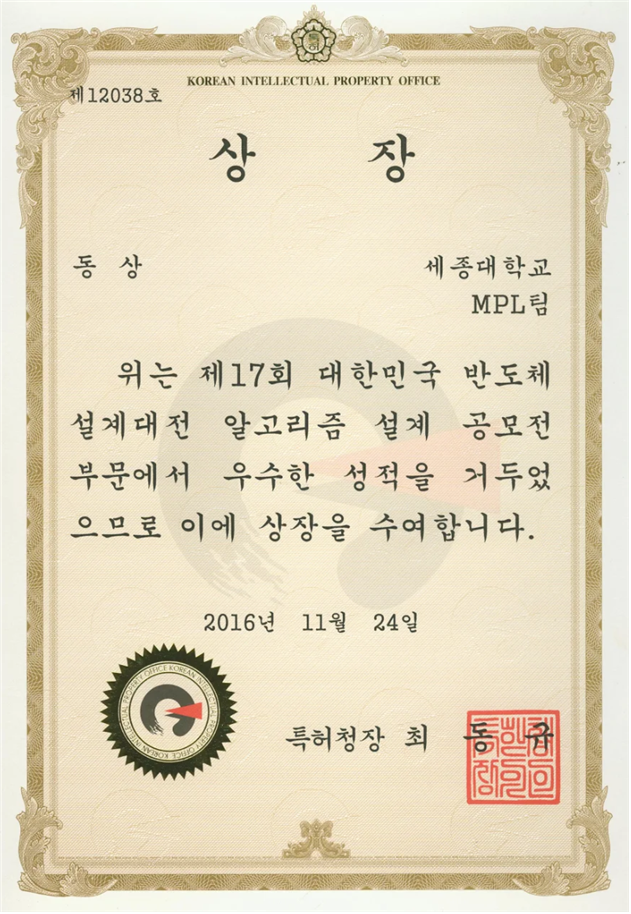 특허
KOREAN INTELLECTUAL PROPERTY OFFICE
제12038호
상 장
동 상
세종대학교
MPL팀
위는 제17회 대한민국 반도체
설계대전 알고리즘 설계 공모전
부문에서 우수한 성적을 거두었
으므로 이에 상장을 수여합니다.
2016년 11월 24일
KOREAN INTELLECTUAL PROPERTY OFFICE KOREAN INTELLECTUAL PROPERTY OFFICE
특허청장 최 동 규